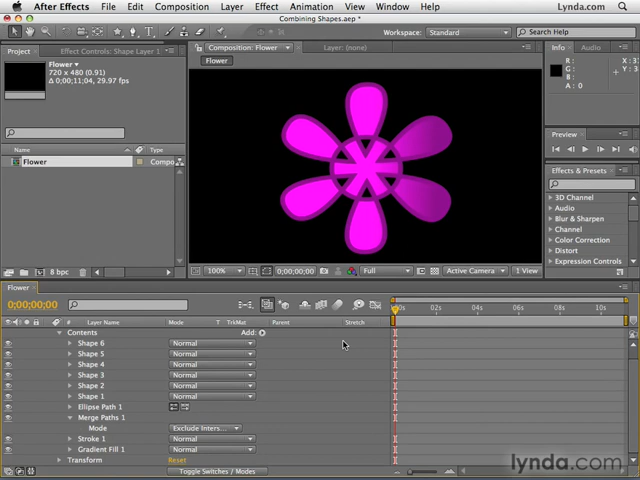 After Effects File Edit Composition Layer Effect Animation View Window Help Lynda.com
Combining Shapes.aep *
Workspace: Standard Search Help
Project Effect Controls: Shape Layer 1 Composition: Flower Layer: (none) Info Audio
Flower
Flower
720 x 480 (0.91)
Δ 0;00;11;04, 29.97 fps
R :
G :
B :
A : 0
Preview
Name Type
Flower Compo
Effects & Presets
3D Channel
Audio
Blur & Sharpen
Channel
Color Correction
Distort
Expression Controls
8 bpc
100% 0;00;00;00 Full Active Camera 1 View
Flower
0;00;00;00
02s 04s 06s 08s 10s
# Layer Name Mode T TrkMat Parent Stretch
Contents Add:
Shape 6 Normal
Shape 5 Normal
Shape 4 Normal
Shape 3 Normal
Shape 2 Normal
Shape 1 Normal
Ellipse Path 1
Merge Paths 1
Mode Exclude Inters...
Stroke 1 Normal
Gradient Fill 1 Normal
Transform Reset
Toggle Switches / Modes
lynda.com